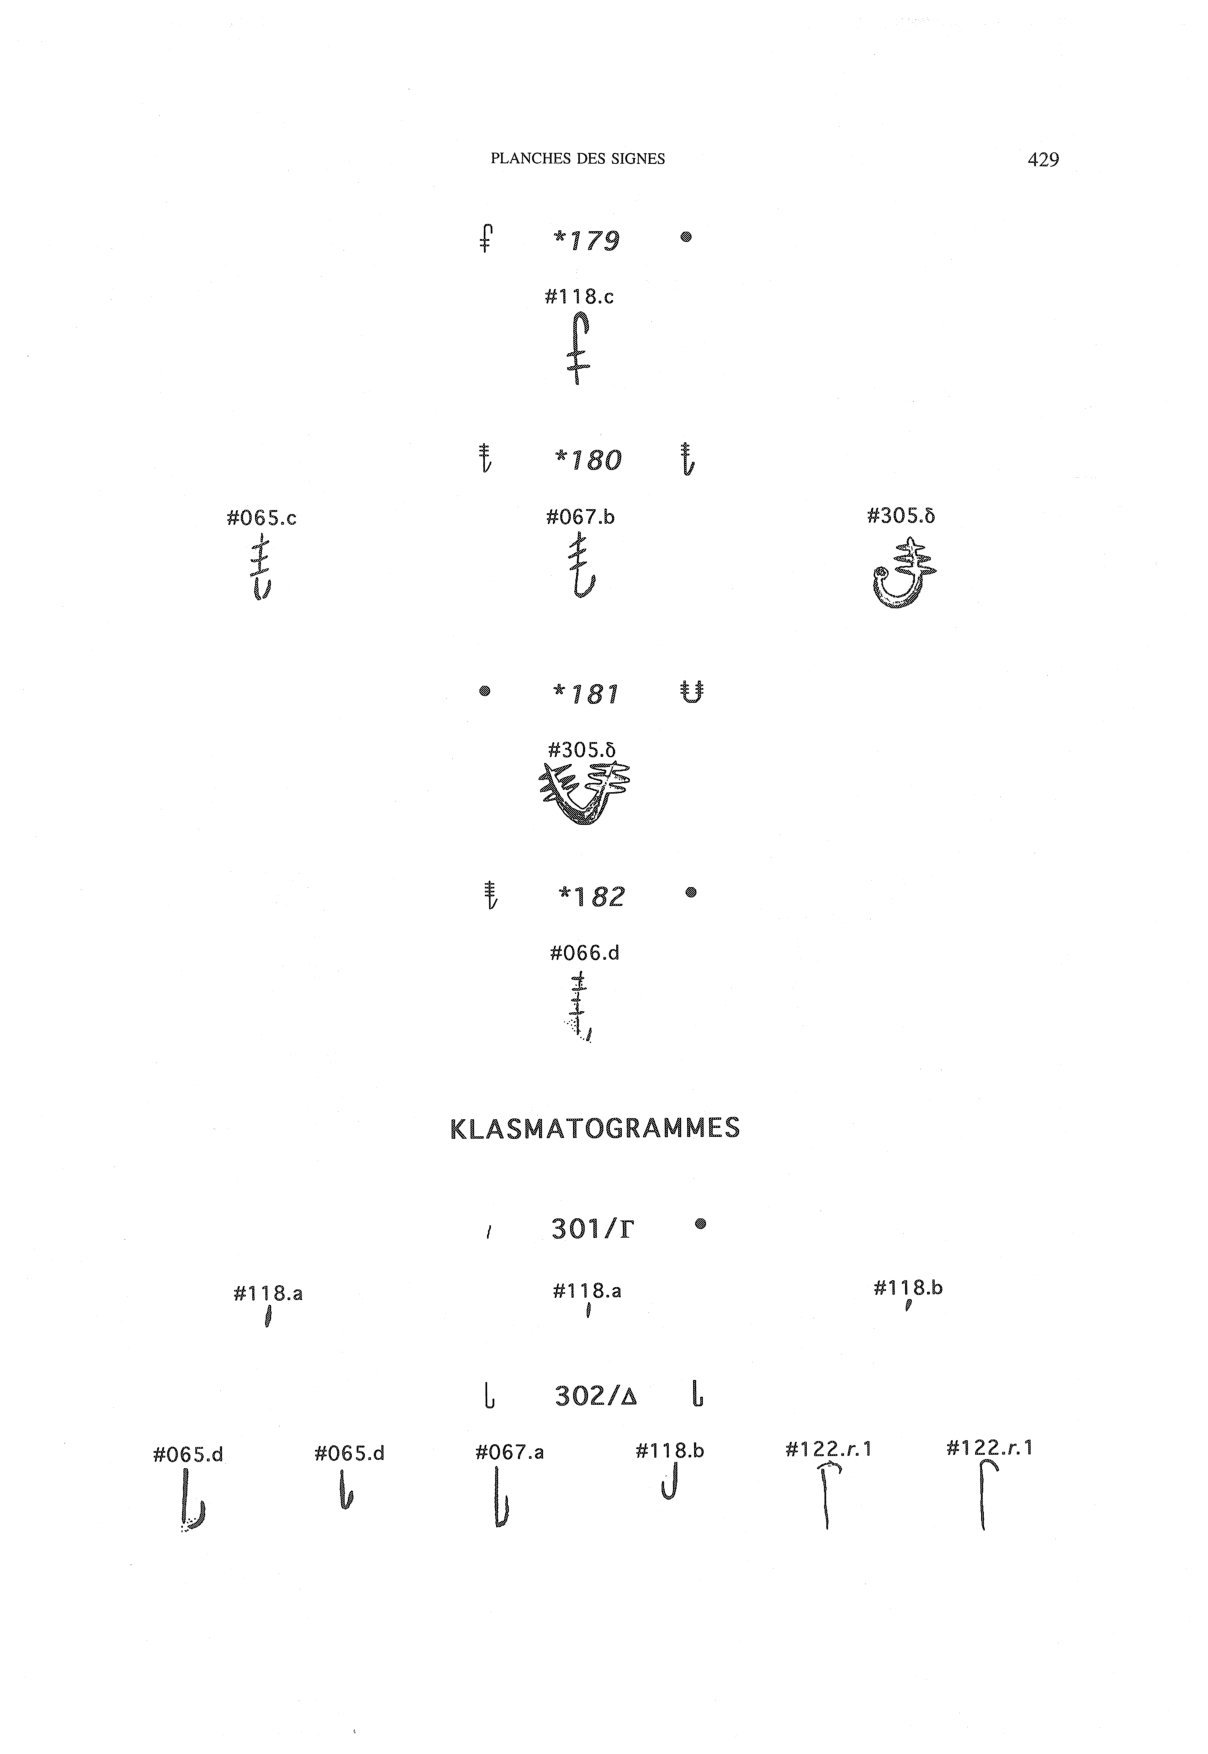 PLANCHES DES SIGNES 429
*179 •
#118.c
*180
#065.c #067.b #305.δ
• *181
#305.δ
*182 •
#066.d
KLASMATOGRAMMES
301/Γ •
#118.a #118.a #118.b
302/Δ
#065.d #065.d #067.a #118.b #122.r.1 #122.r.1